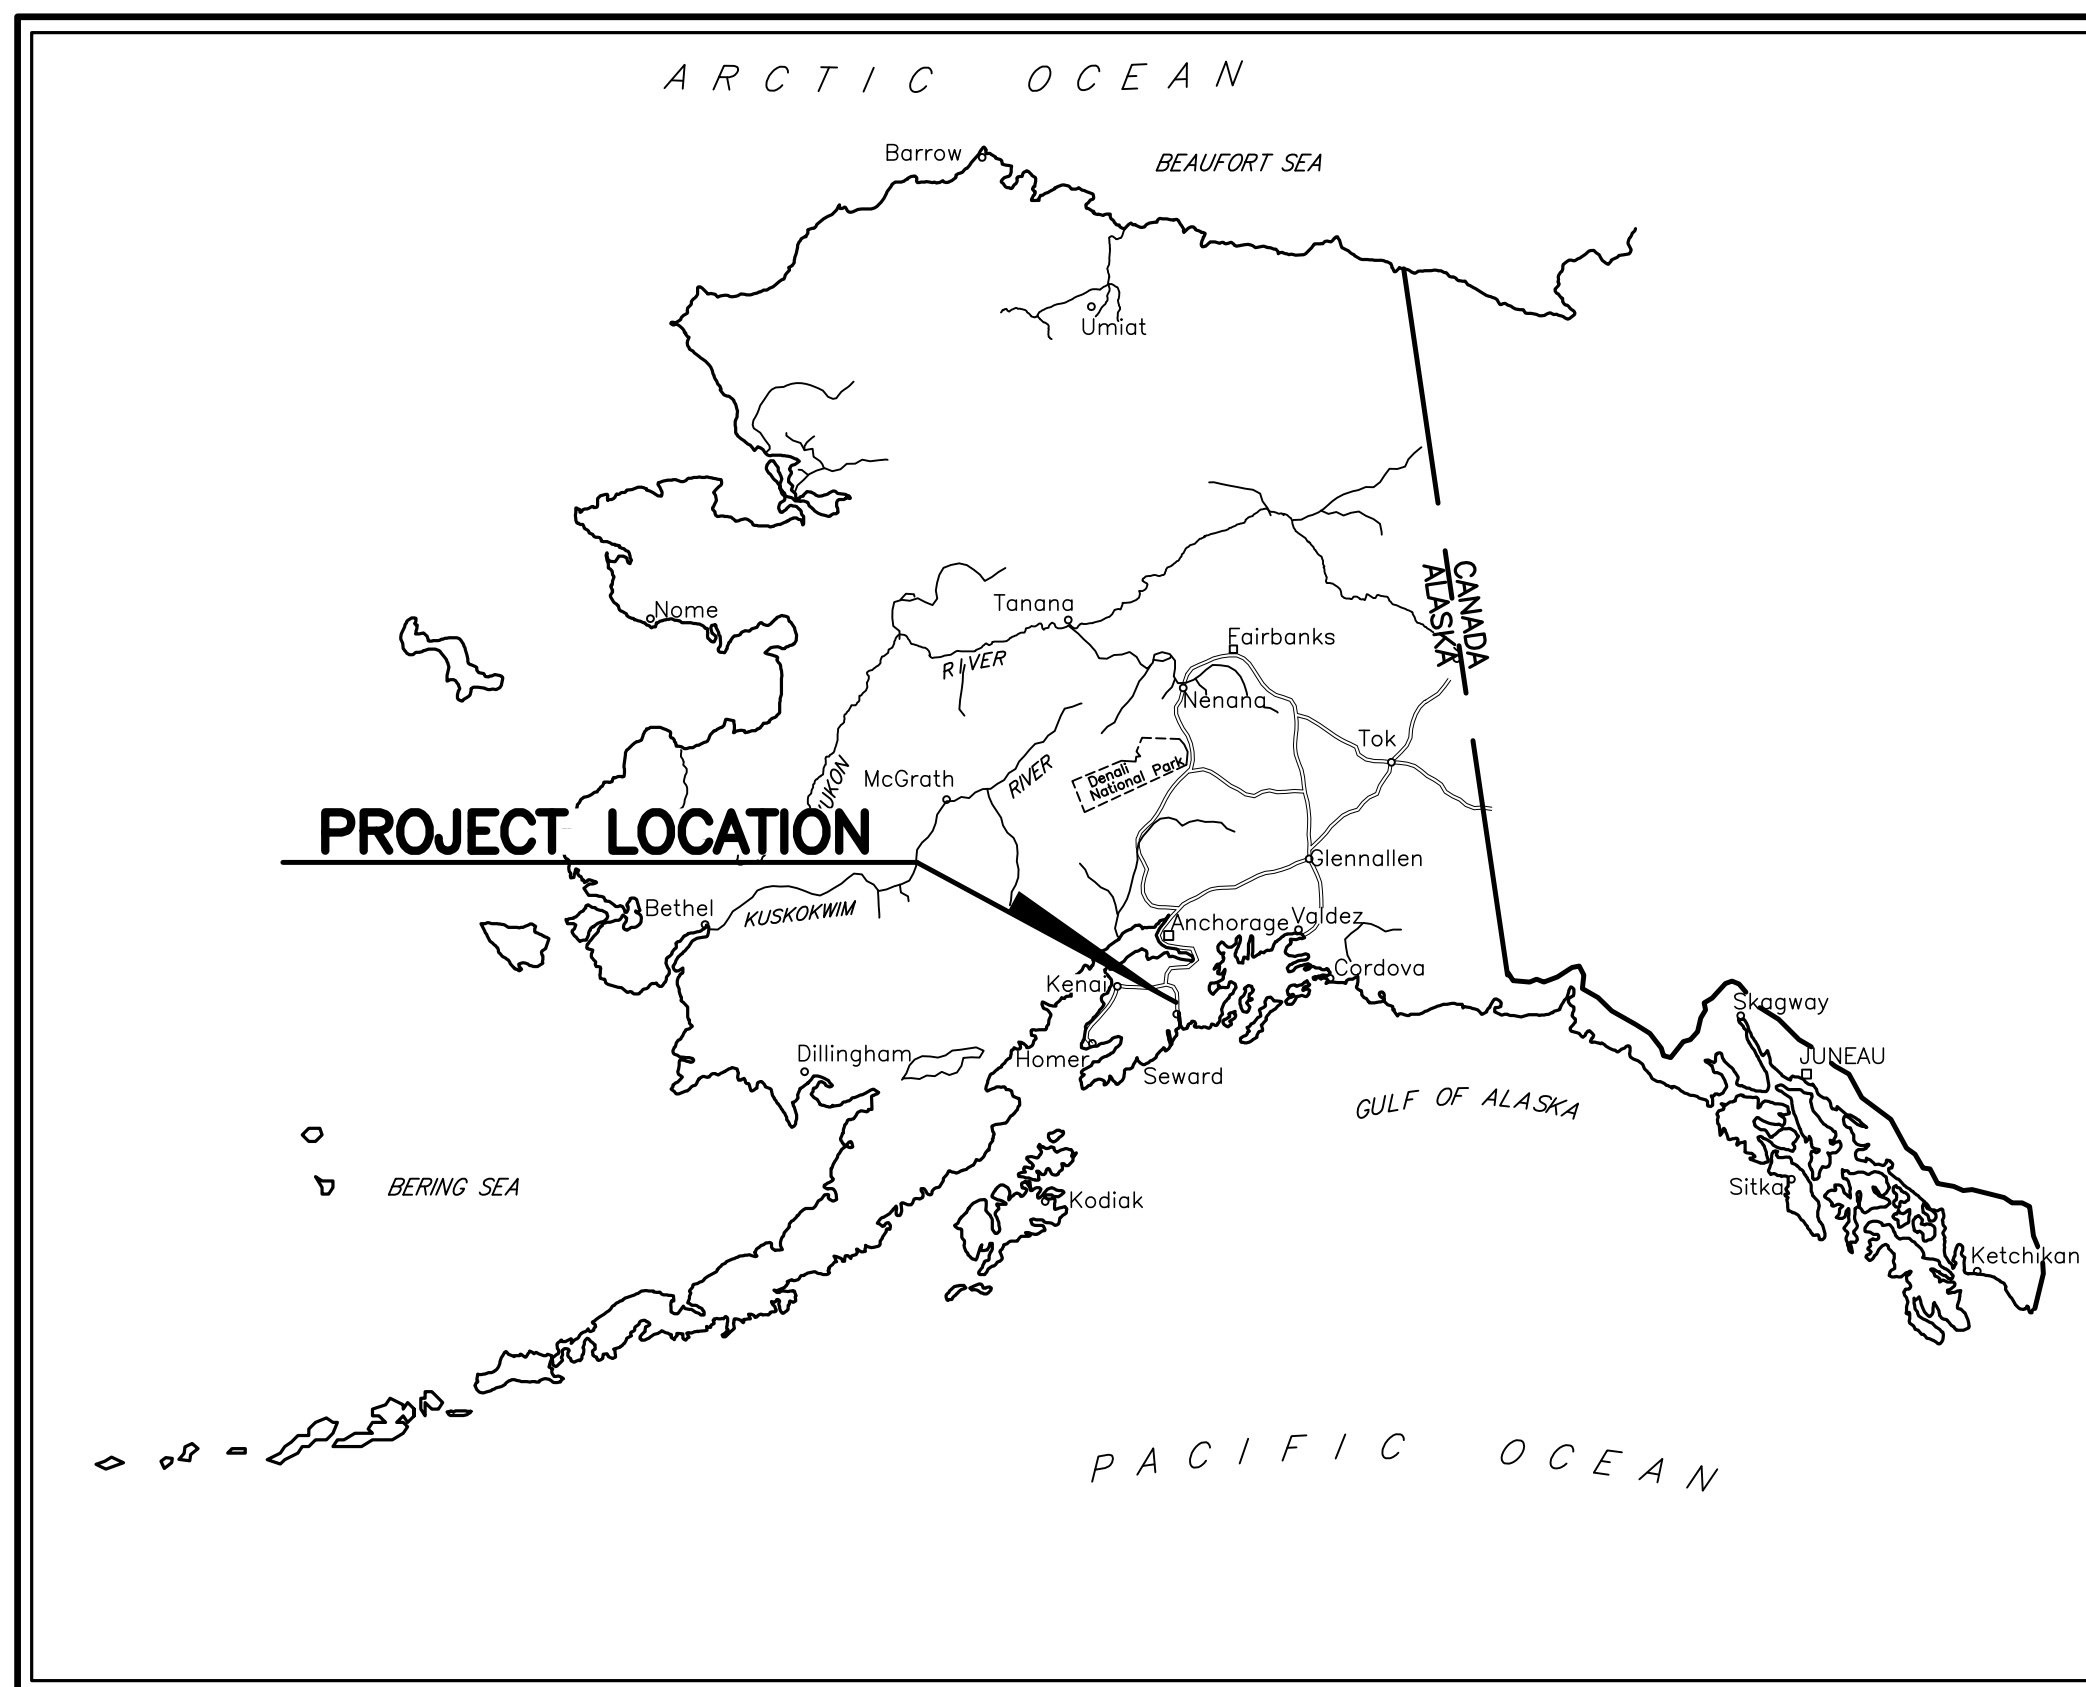 ARCTIC OCEAN
Barrow
BEAUFORT SEA
Umiat
CANADA
ALASKA
Tanana
Nome
Fairbanks
RIVER
Nenana
Tok
Denali
National Park
McGrath
RIVER
UKON
PROJECT LOCATION
Glennallen
Bethel
KUSKOKWIM
Anchorage
Valdez
Cordova
Kenai
Skagway
Dillingham
Homer
JUNEAU
Seward
GULF OF ALASKA
BERING SEA
Sitka
Kodiak
Ketchikan
PACIFIC OCEAN